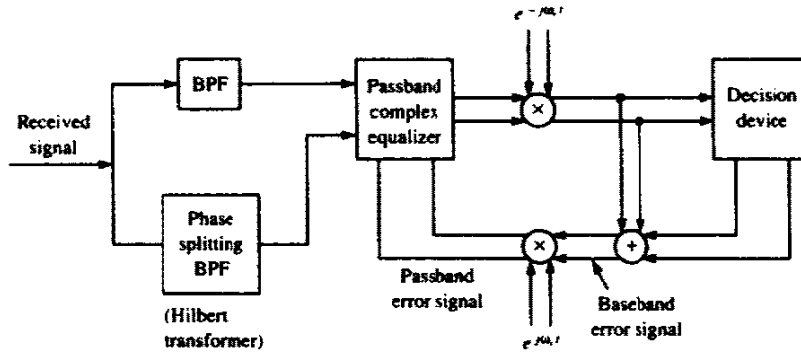 e^{-jω_c t}
BPF
Passband
complex
equalizer
×
Decision
device
Received
signal
Phase
splitting
BPF
×
+
Passband
error signal
Baseband
error signal
(Hilbert
transformer)
e^{jω_c t}